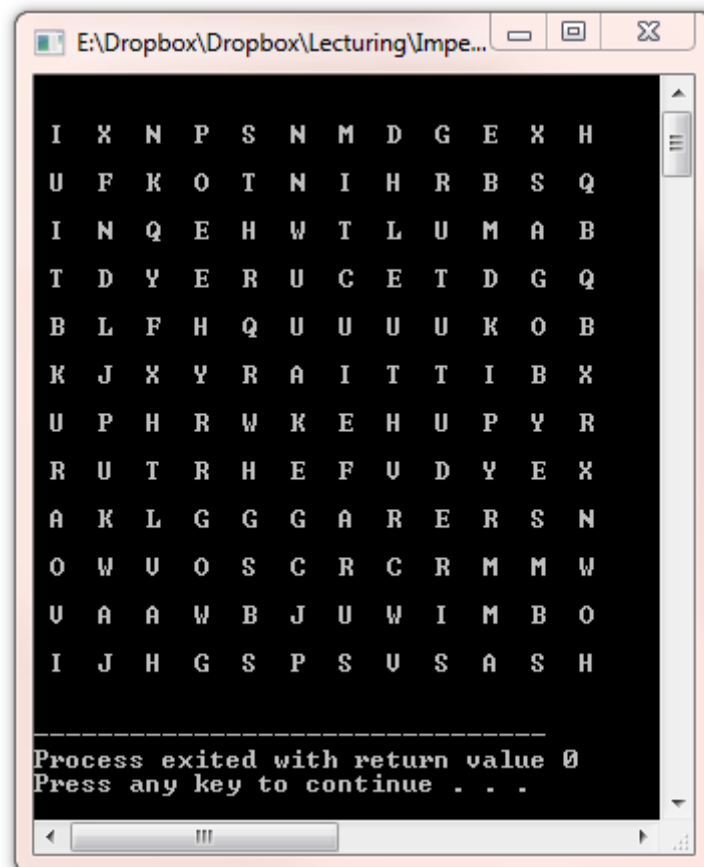 E:\Dropbox\Dropbox\Lecturing\Impe...
I X N P S N M D G E X H
U F K O T N I H R B S Q
I N Q E H W T L U M A B
T D Y E R U C E T D G Q
B L F H Q U U U U K O B
K J X Y R A I T T I B X
U P H R W K E H U P Y R
R U T R H E F V D Y E X
A K L G G G A R E R S N
O W V O S C R C R M M W
V A A W B J U W I M B O
I J H G S P S V S A S H
--------------------------------
Process exited with return value 0
Press any key to continue . . .